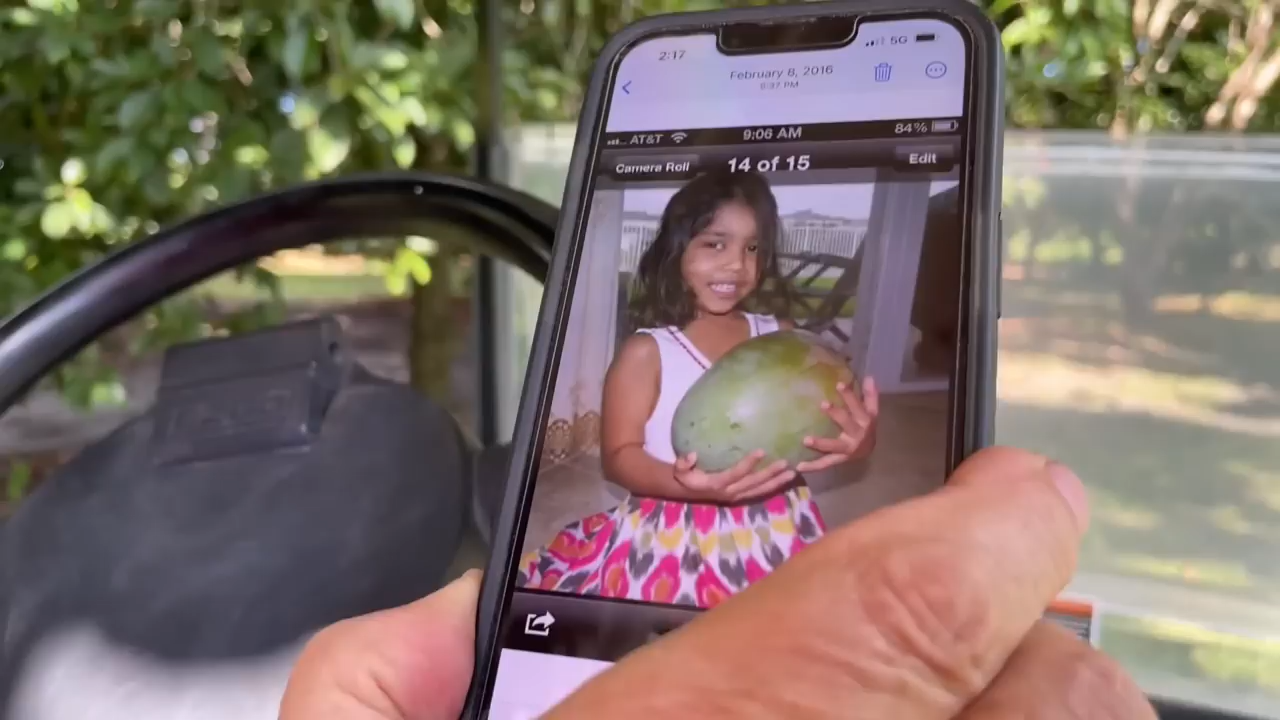 2:17
5G
February 8, 2016
5:37 PM
AT&T
9:06 AM
84%
Camera Roll
14 of 15
Edit